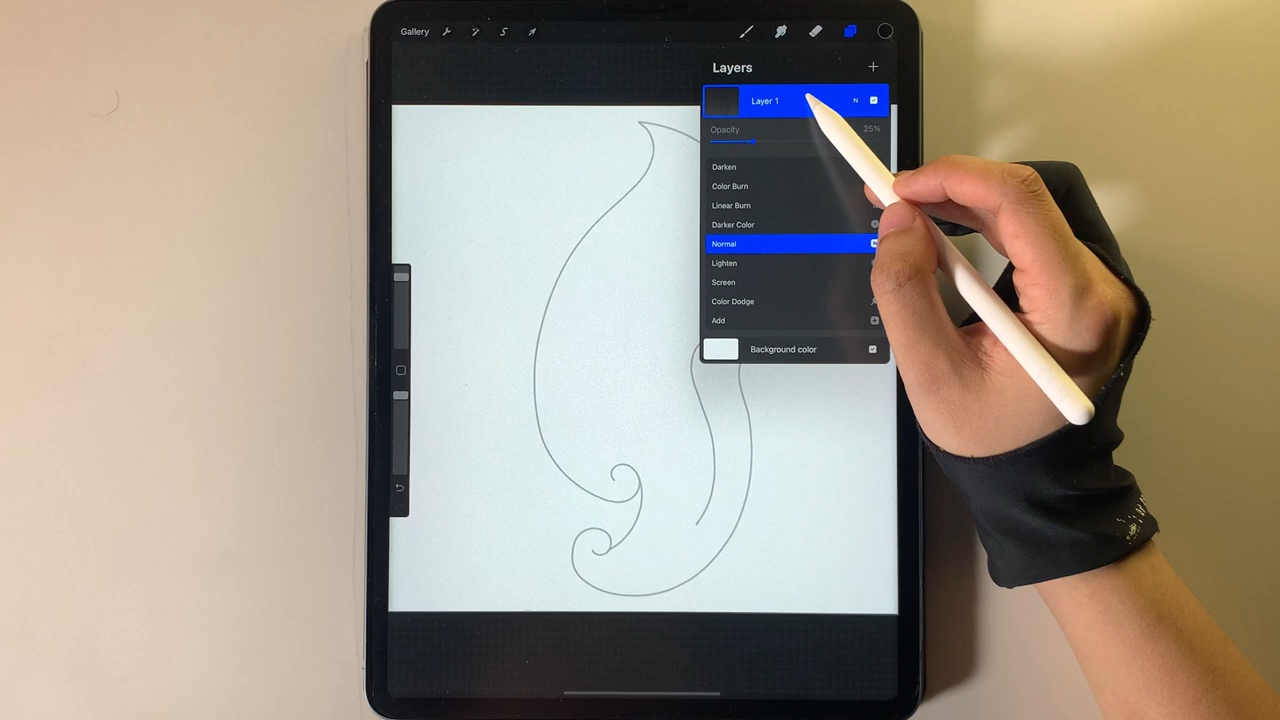 Gallery
Layers
Layer 1 N
Opacity 25%
Darken
Color Burn
Linear Burn
Darker Color
Normal
Lighten
Screen
Color Dodge
Add
Background color